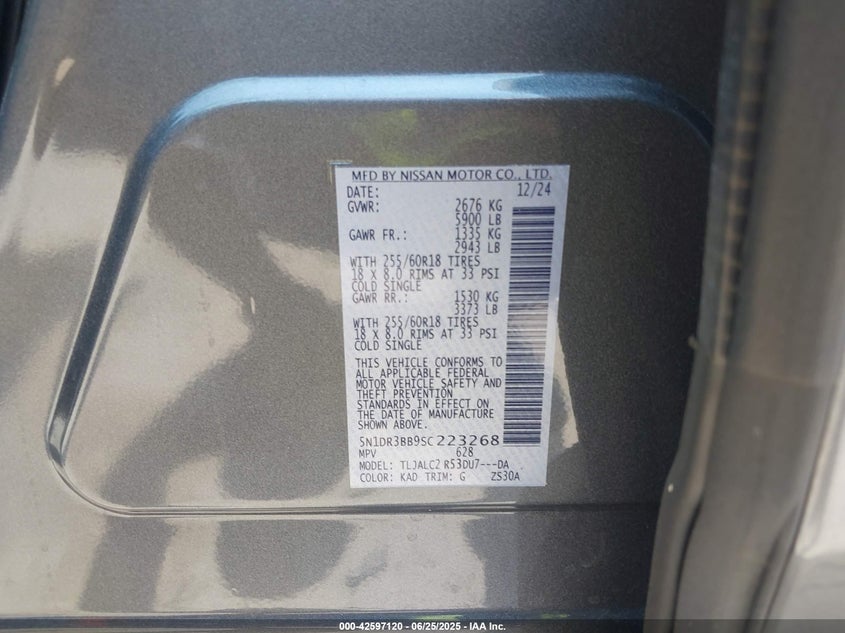 MFD BY NISSAN MOTOR CO., LTD.
DATE: 12/24
GVWR: 2676 KG
5900 LB
GAWR FR.: 1335 KG
2943 LB
WITH 255/60R18 TIRES
18 X 8.0 RIMS AT 33 PSI
COLD SINGLE
GAWR RR.: 1530 KG
3373 LB
WITH 255/60R18 TIRES
18 X 8.0 RIMS AT 33 PSI
COLD SINGLE
THIS VEHICLE CONFORMS TO
ALL APPLICABLE FEDERAL
MOTOR VEHICLE SAFETY AND
THEFT PREVENTION
STANDARDS IN EFFECT ON
THE DATE OF MANUFACTURE
SHOWN ABOVE.
5N1DR3BB9SC223268
MPV 628
MODEL: TLJALC2 R53DU7---DA
COLOR: KAD TRIM: G ZS30A
000-42597120 - 06/25/2025 - IAA Inc.